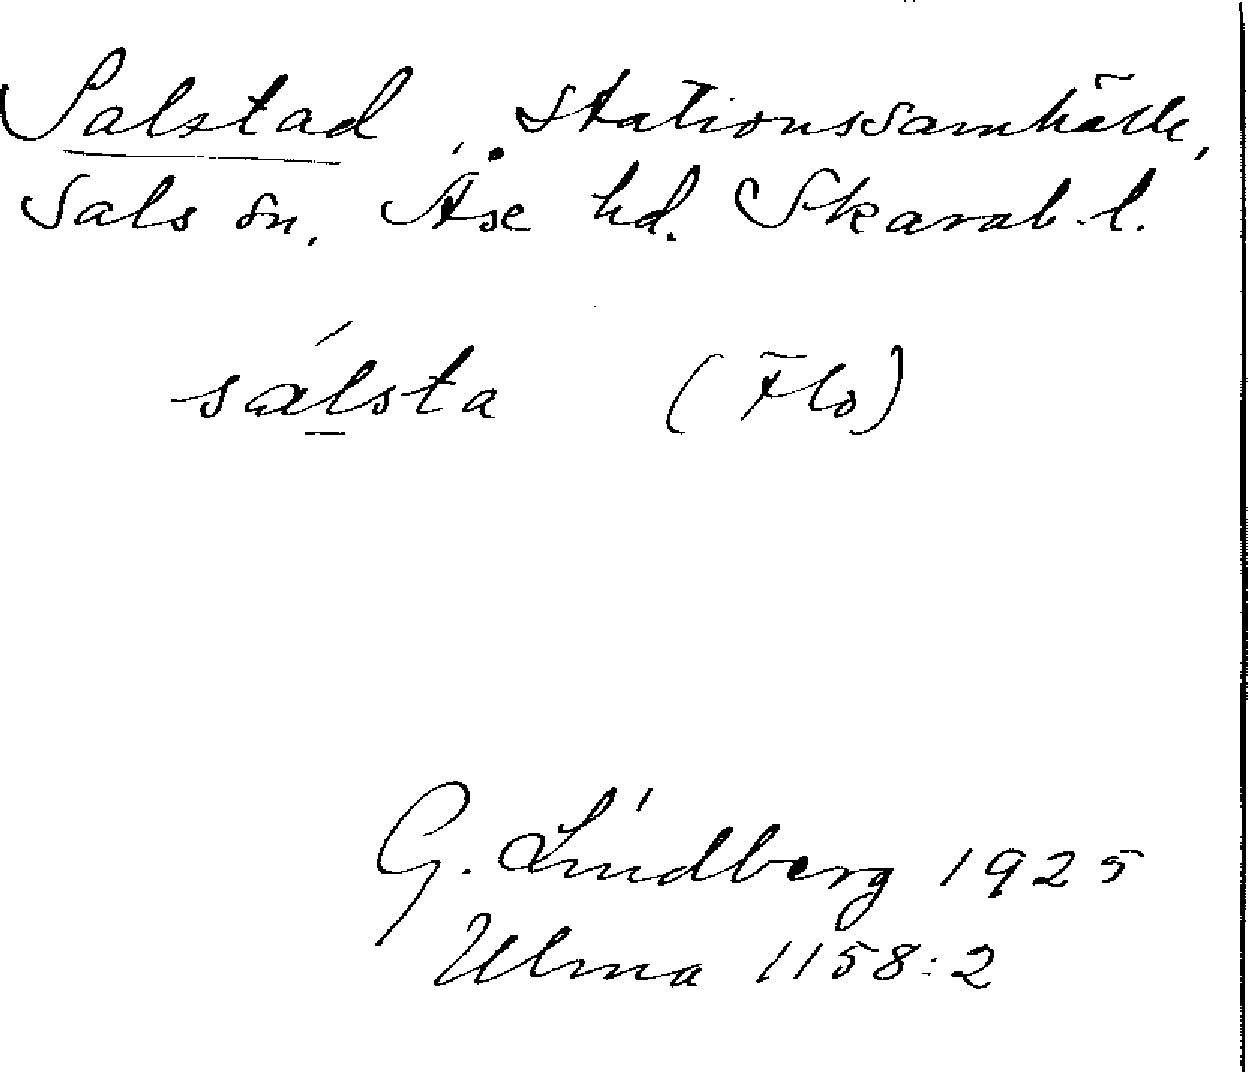 Salstad, stationssamhälle,
Sals sn, Åse hd. Skarab. l.
sálsta (Flo)
G. Lindberg 1925
Ulma 1158:2